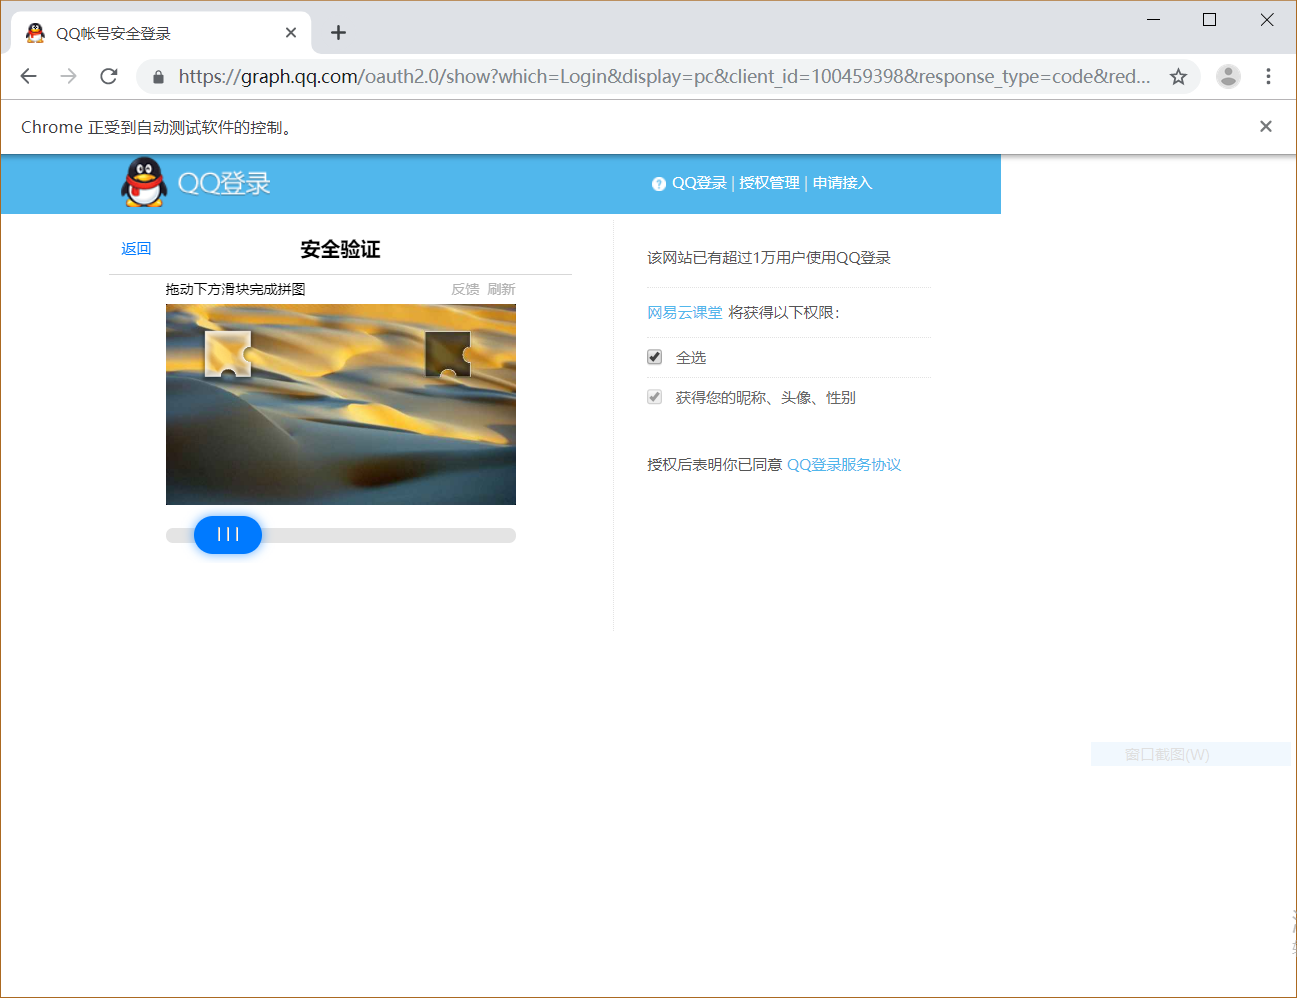 QQ帐号安全登录
https://graph.qq.com/oauth2.0/show?which=Login&display=pc&client_id=100459398&response_type=code&red...
Chrome 正受到自动测试软件的控制。
QQ登录
QQ登录 | 授权管理 | 申请接入
返回
安全验证
拖动下方滑块完成拼图
反馈 刷新
该网站已有超过1万用户使用QQ登录
网易云课堂 将获得以下权限：
全选
获得您的昵称、头像、性别
授权后表明你已同意 QQ登录服务协议
窗口截图(W)